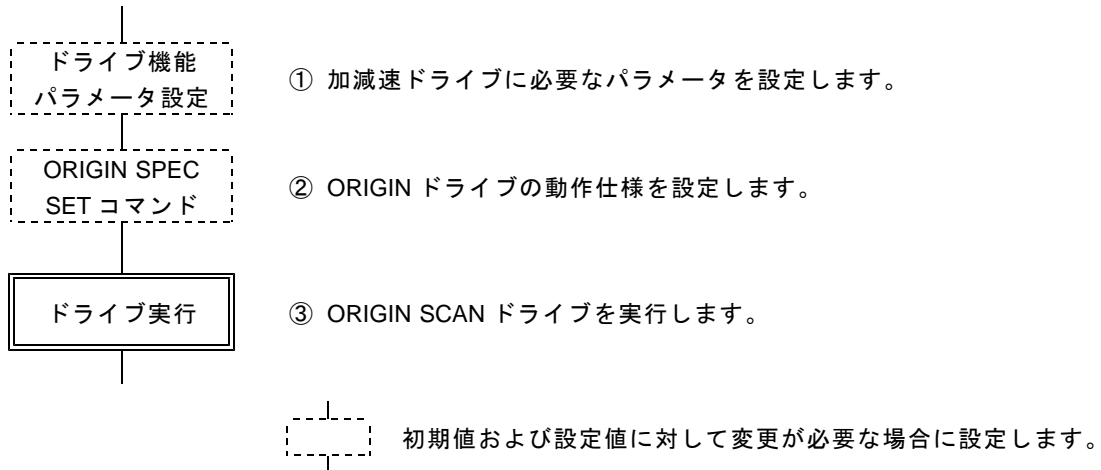 ドライブ機能
パラメータ設定
① 加減速ドライブに必要なパラメータを設定します。
ORIGIN SPEC
SET コマンド
② ORIGIN ドライブの動作仕様を設定します。
ドライブ実行
③ ORIGIN SCAN ドライブを実行します。
初期値および設定値に対して変更が必要な場合に設定します。